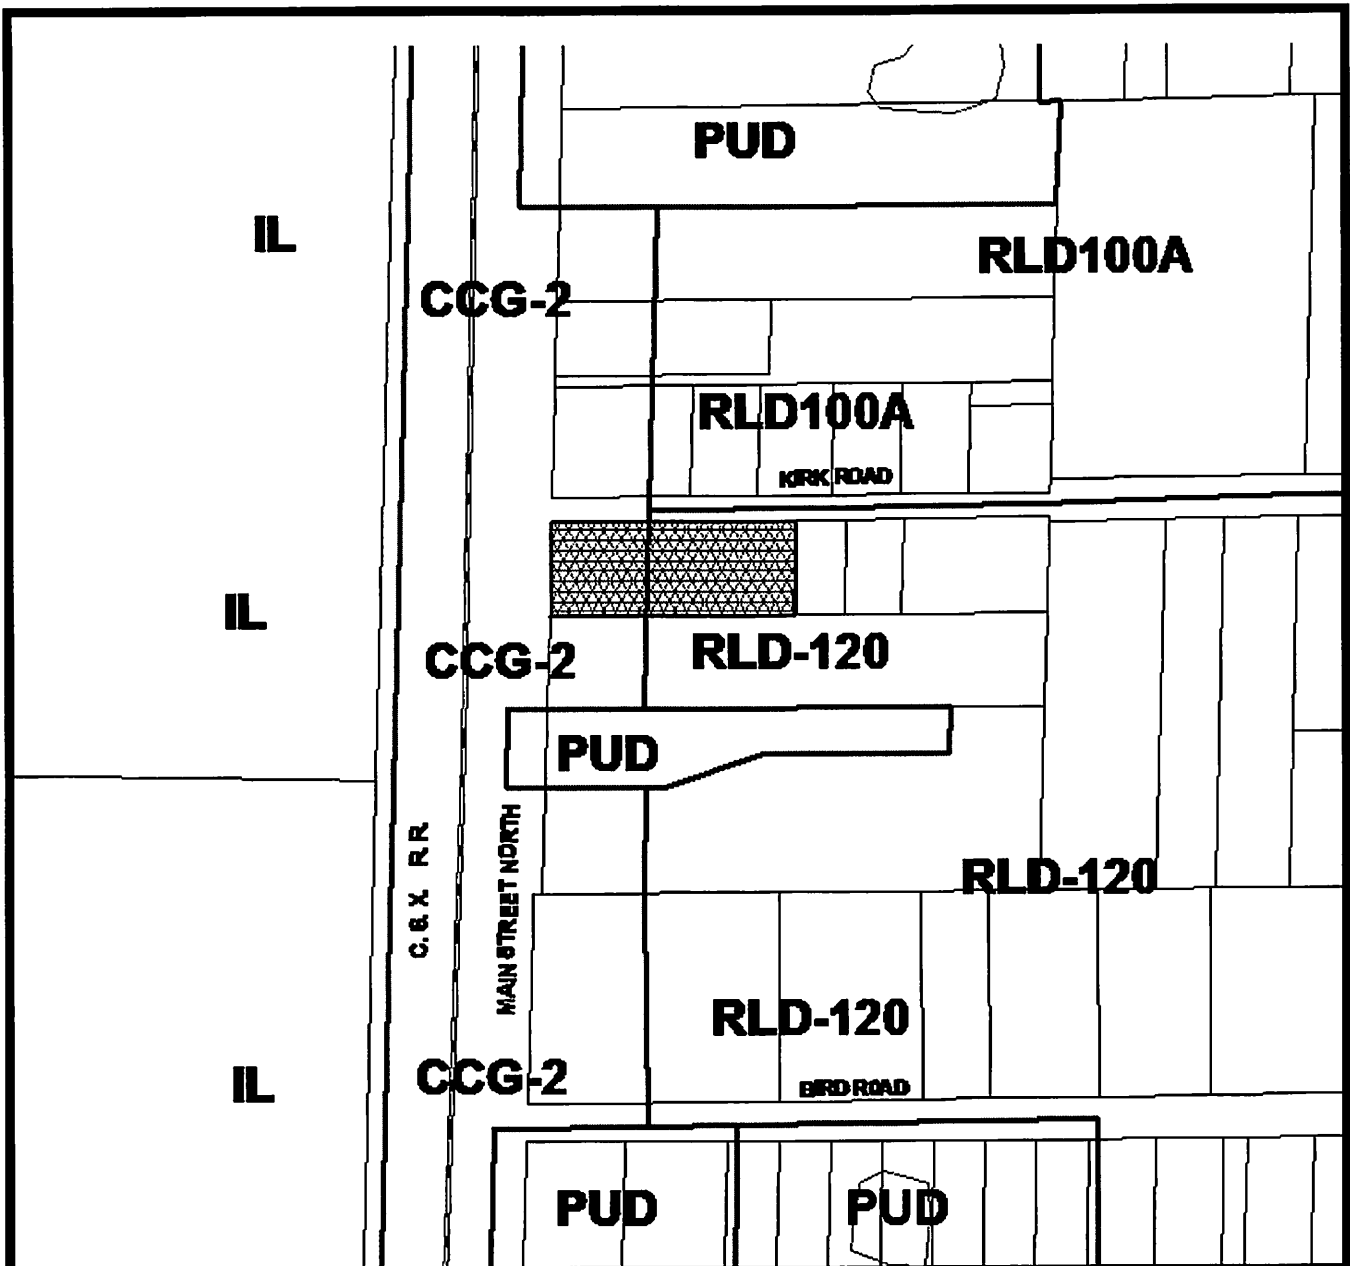 PUD
IL
RLD100A
CCG-2
RLD100A
KIRK ROAD
IL
RLD-120
CCG-2
PUD
C.S.X R.R.
MAIN STREET NORTH
RLD-120
RLD-120
CCG-2
IL
BIRD ROAD
PUD
PUD